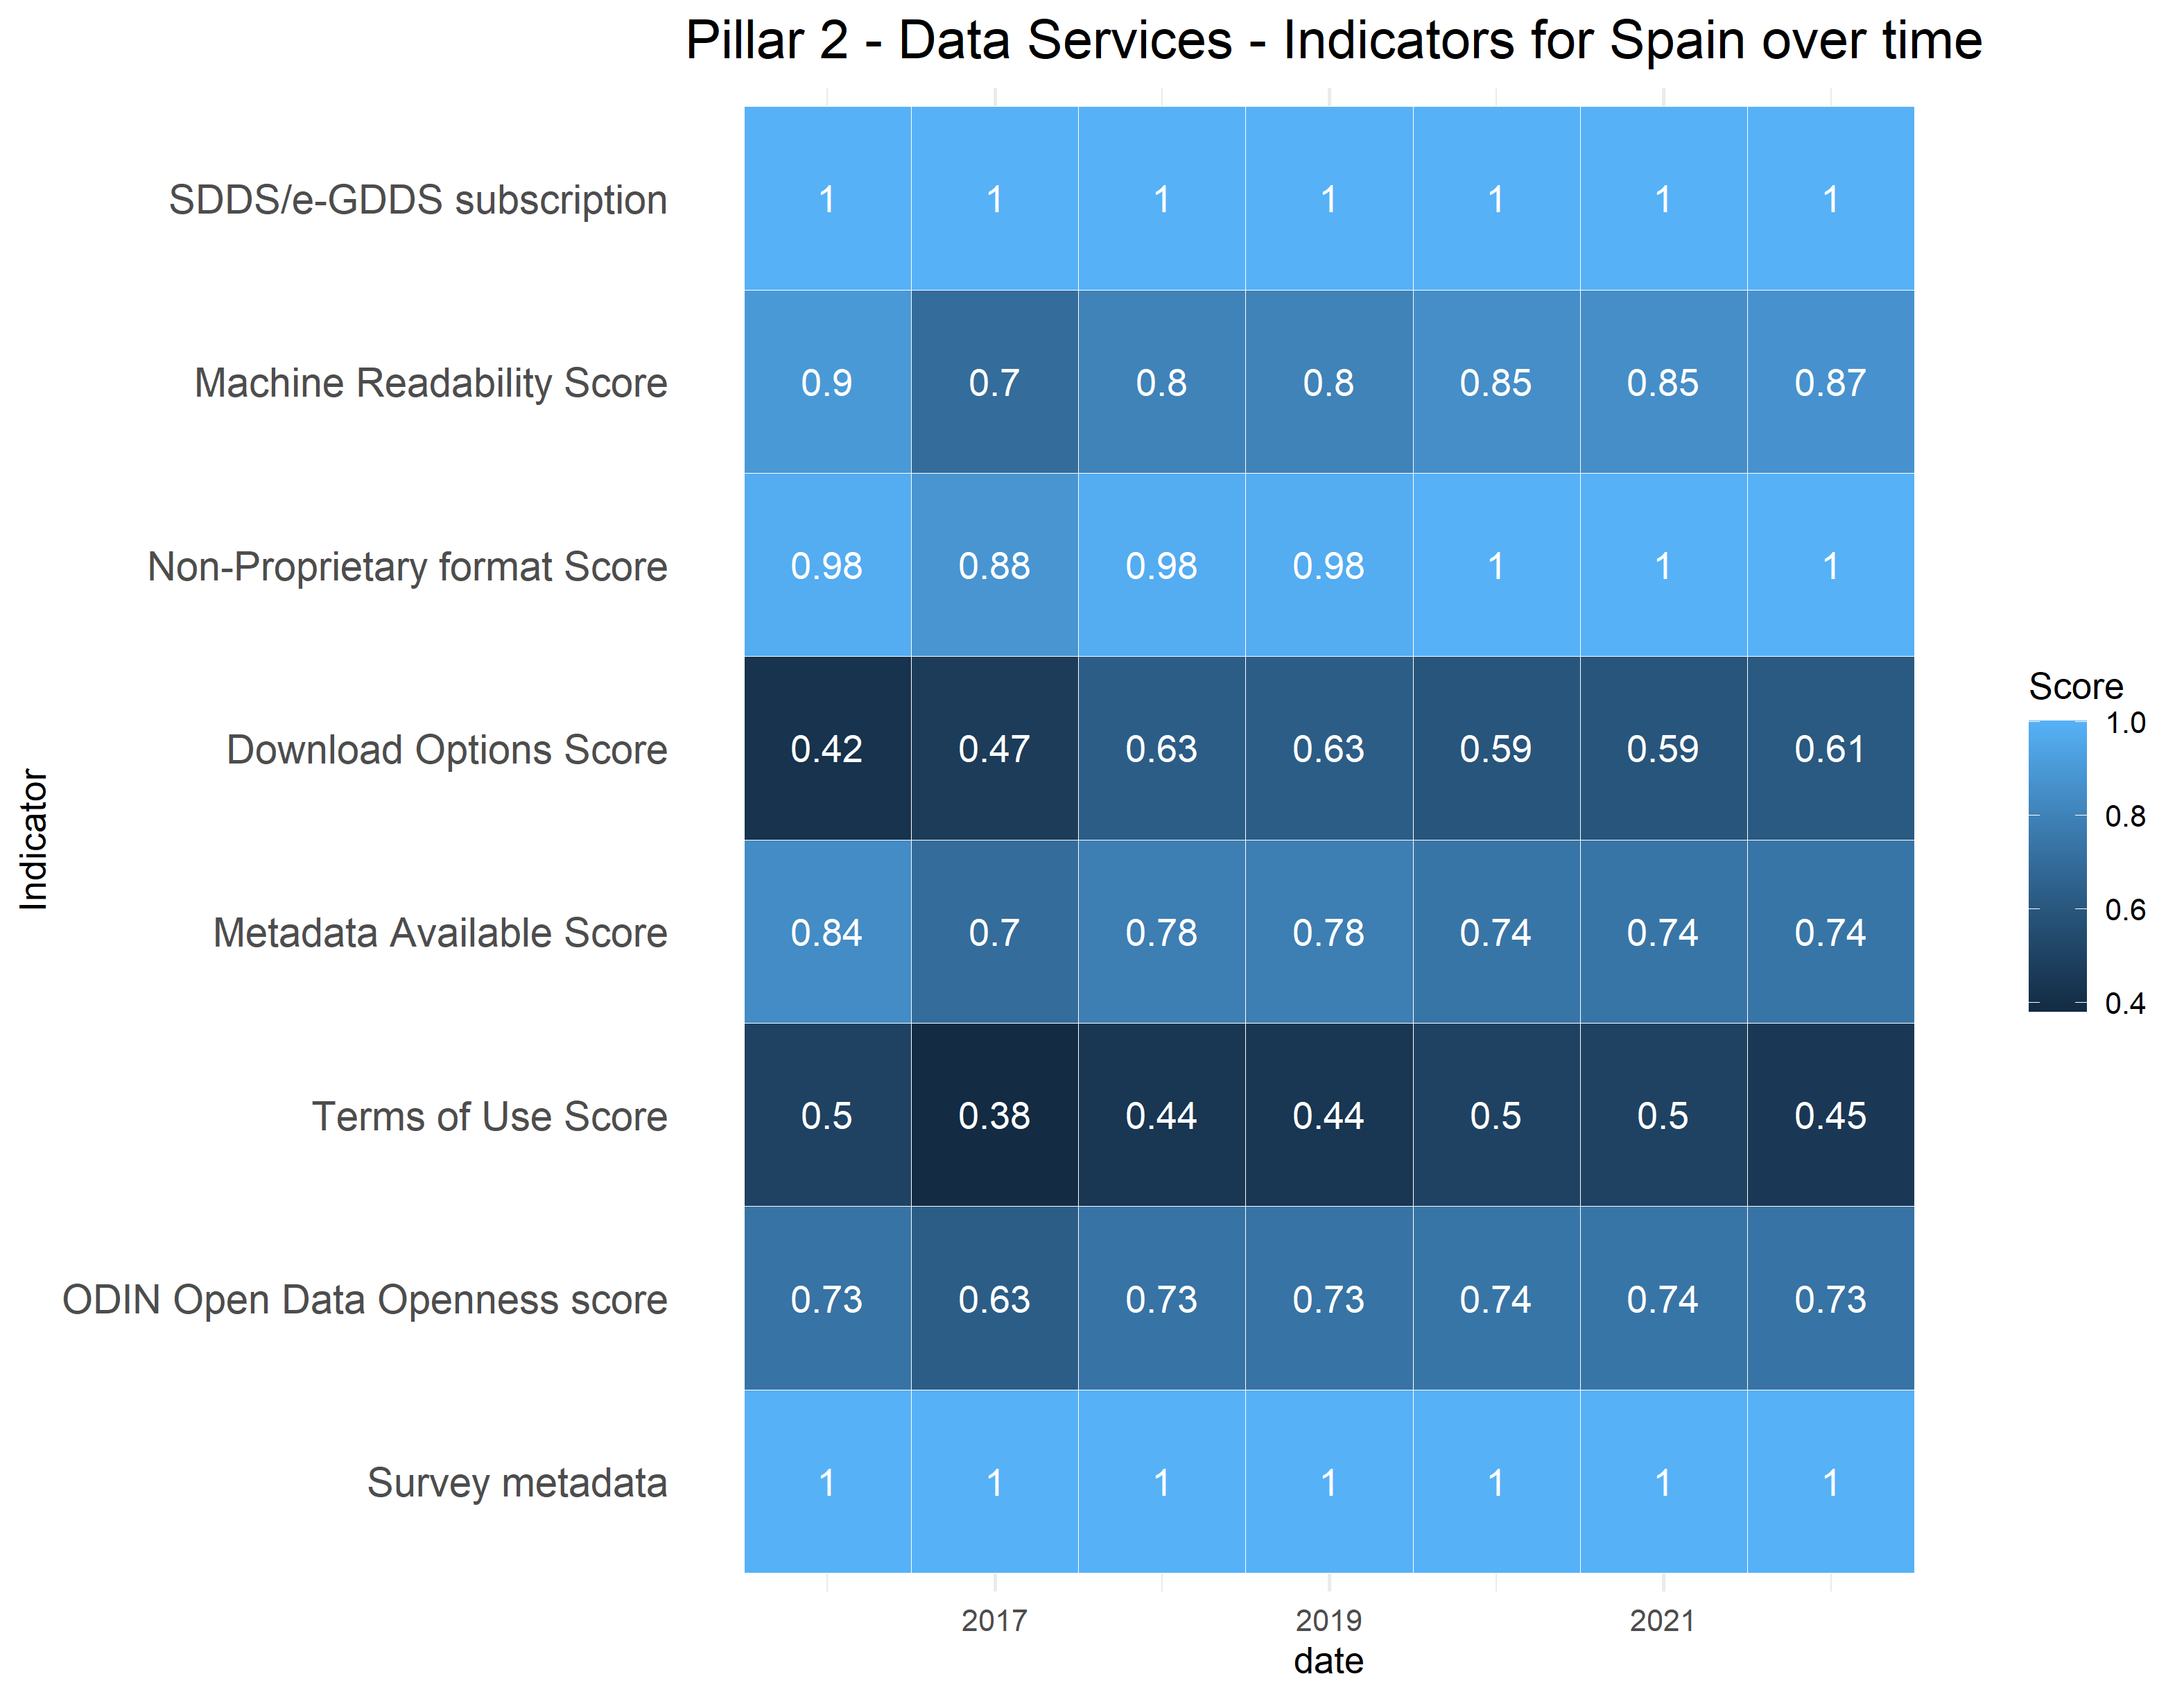 Pillar 2 - Data Services - Indicators for Spain over time
SDDS/e-GDDS subscription 1 1 1 1 1 1 1
Machine Readability Score 0.9 0.7 0.8 0.8 0.85 0.85 0.87
Non-Proprietary format Score 0.98 0.88 0.98 0.98 1 1 1
Download Options Score 0.42 0.47 0.63 0.63 0.59 0.59 0.61
Metadata Available Score 0.84 0.7 0.78 0.78 0.74 0.74 0.74
Terms of Use Score 0.5 0.38 0.44 0.44 0.5 0.5 0.45
ODIN Open Data Openness score 0.73 0.63 0.73 0.73 0.74 0.74 0.73
Survey metadata 1 1 1 1 1 1 1
2017 2019 2021
date
Indicator
Score
1.0
0.8
0.6
0.4